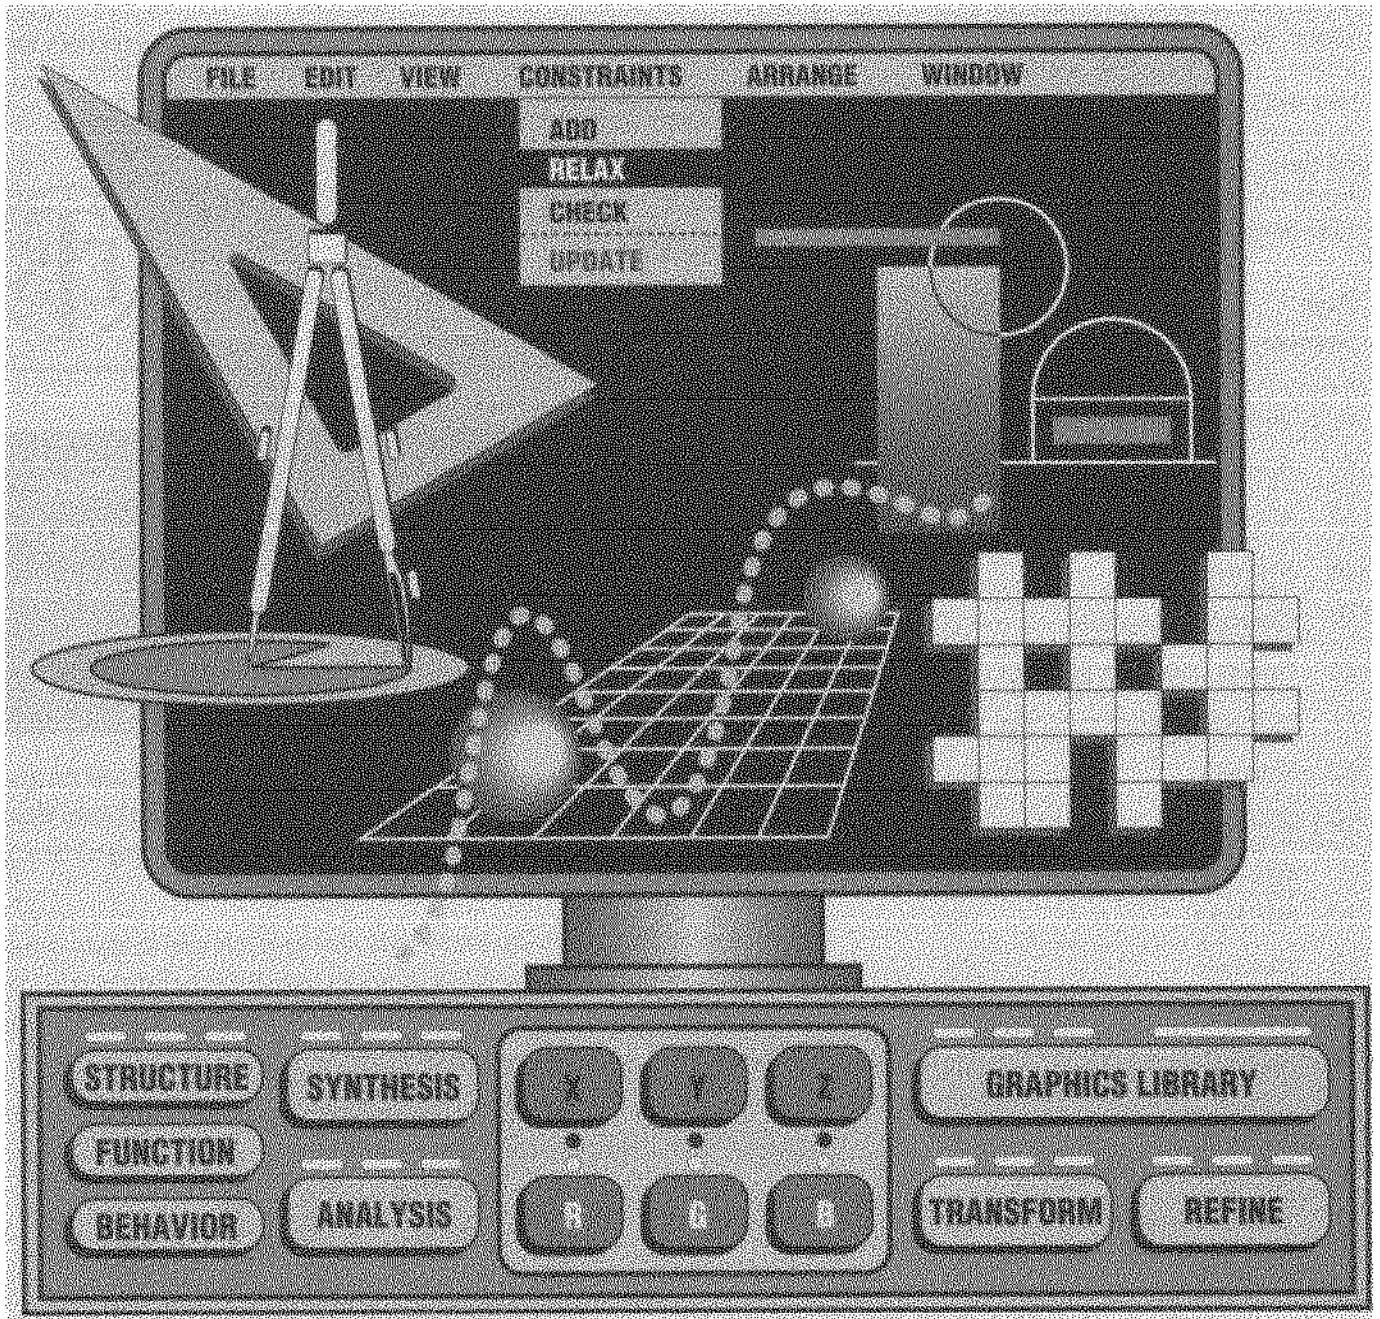 FILE EDIT VIEW CONSTRAINTS ARRANGE WINDOW
ADD
RELAX
CHECK
UPDATE
STRUCTURE
FUNCTION
BEHAVIOR
SYNTHESIS
ANALYSIS
X Y Z
R G B
GRAPHICS LIBRARY
TRANSFORM REFINE